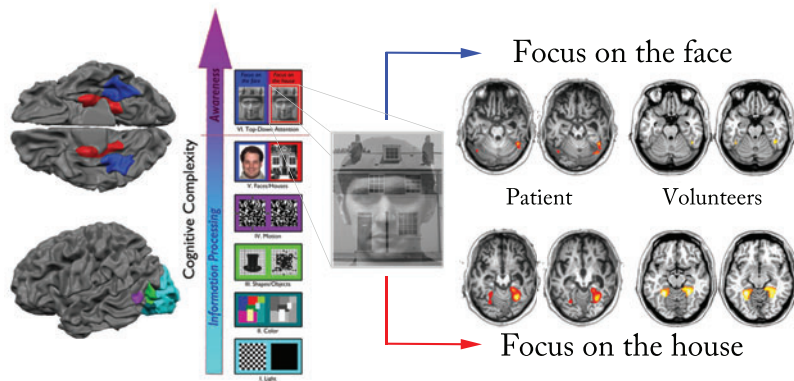 Cognitive Complexity
Awareness
Information Processing
Focus on the face
Focus on the house
VI. Top-Down Attention
V. Faces/Houses
IV. Motion
III. Shapes/Objects
II. Color
I. Light
Focus on the face
Patient
Volunteers
Focus on the house